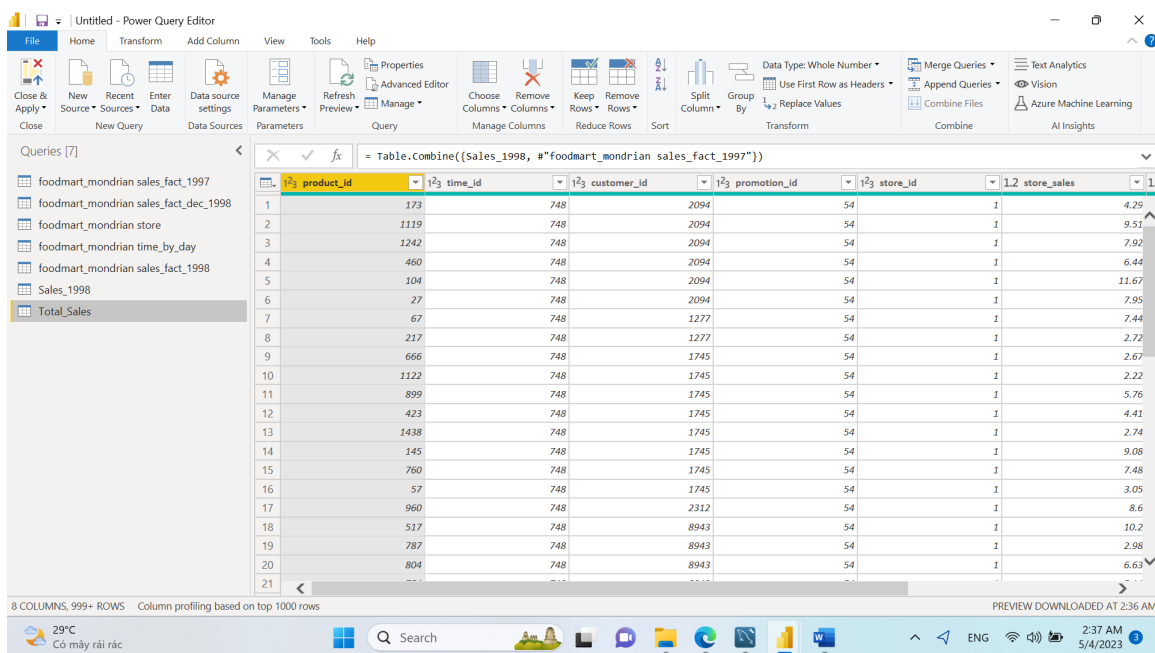 Untitled - Power Query Editor
File Home Transform Add Column View Tools Help
Close & Apply
New Source
Recent Sources
Enter Data
Data source settings
Manage Parameters
Refresh Preview
Properties
Advanced Editor
Manage
Choose Columns
Remove Columns
Keep Rows
Remove Rows
Split Column
Group By
Data Type: Whole Number
Use First Row as Headers
Replace Values
Merge Queries
Append Queries
Combine Files
Text Analytics
Vision
Azure Machine Learning
Close New Query Data Sources Parameters Query Manage Columns Reduce Rows Sort Transform Combine AI Insights
Queries [7]
fx = Table.Combine({Sales_1998, #"foodmart_mondrian sales_fact_1997"})
foodmart_mondrian sales_fact_1997
foodmart_mondrian sales_fact_dec_1998
foodmart_mondrian store
foodmart_mondrian time_by_day
foodmart_mondrian sales_fact_1998
Sales_1998
Total_Sales
123 product_id 123 time_id 123 customer_id 123 promotion_id 123 store_id 1.2 store_sales
1 173 748 2094 54 1 4.29
2 1119 748 2094 54 1 9.51
3 1242 748 2094 54 1 7.92
4 460 748 2094 54 1 6.44
5 104 748 2094 54 1 11.67
6 27 748 2094 54 1 7.95
7 67 748 1277 54 1 7.44
8 217 748 1277 54 1 2.72
9 666 748 1745 54 1 2.67
10 1122 748 1745 54 1 2.22
11 899 748 1745 54 1 5.76
12 423 748 1745 54 1 4.41
13 1438 748 1745 54 1 2.74
14 145 748 1745 54 1 9.08
15 760 748 1745 54 1 7.48
16 57 748 1745 54 1 3.05
17 960 748 2312 54 1 8.6
18 517 748 8943 54 1 10.2
19 787 748 8943 54 1 2.98
20 804 748 8943 54 1 6.63
21
8 COLUMNS, 999+ ROWS Column profiling based on top 1000 rows
PREVIEW DOWNLOADED AT 2:36 AM
29°C
Có mây rải rác
Search
ENG
2:37 AM
5/4/2023
3